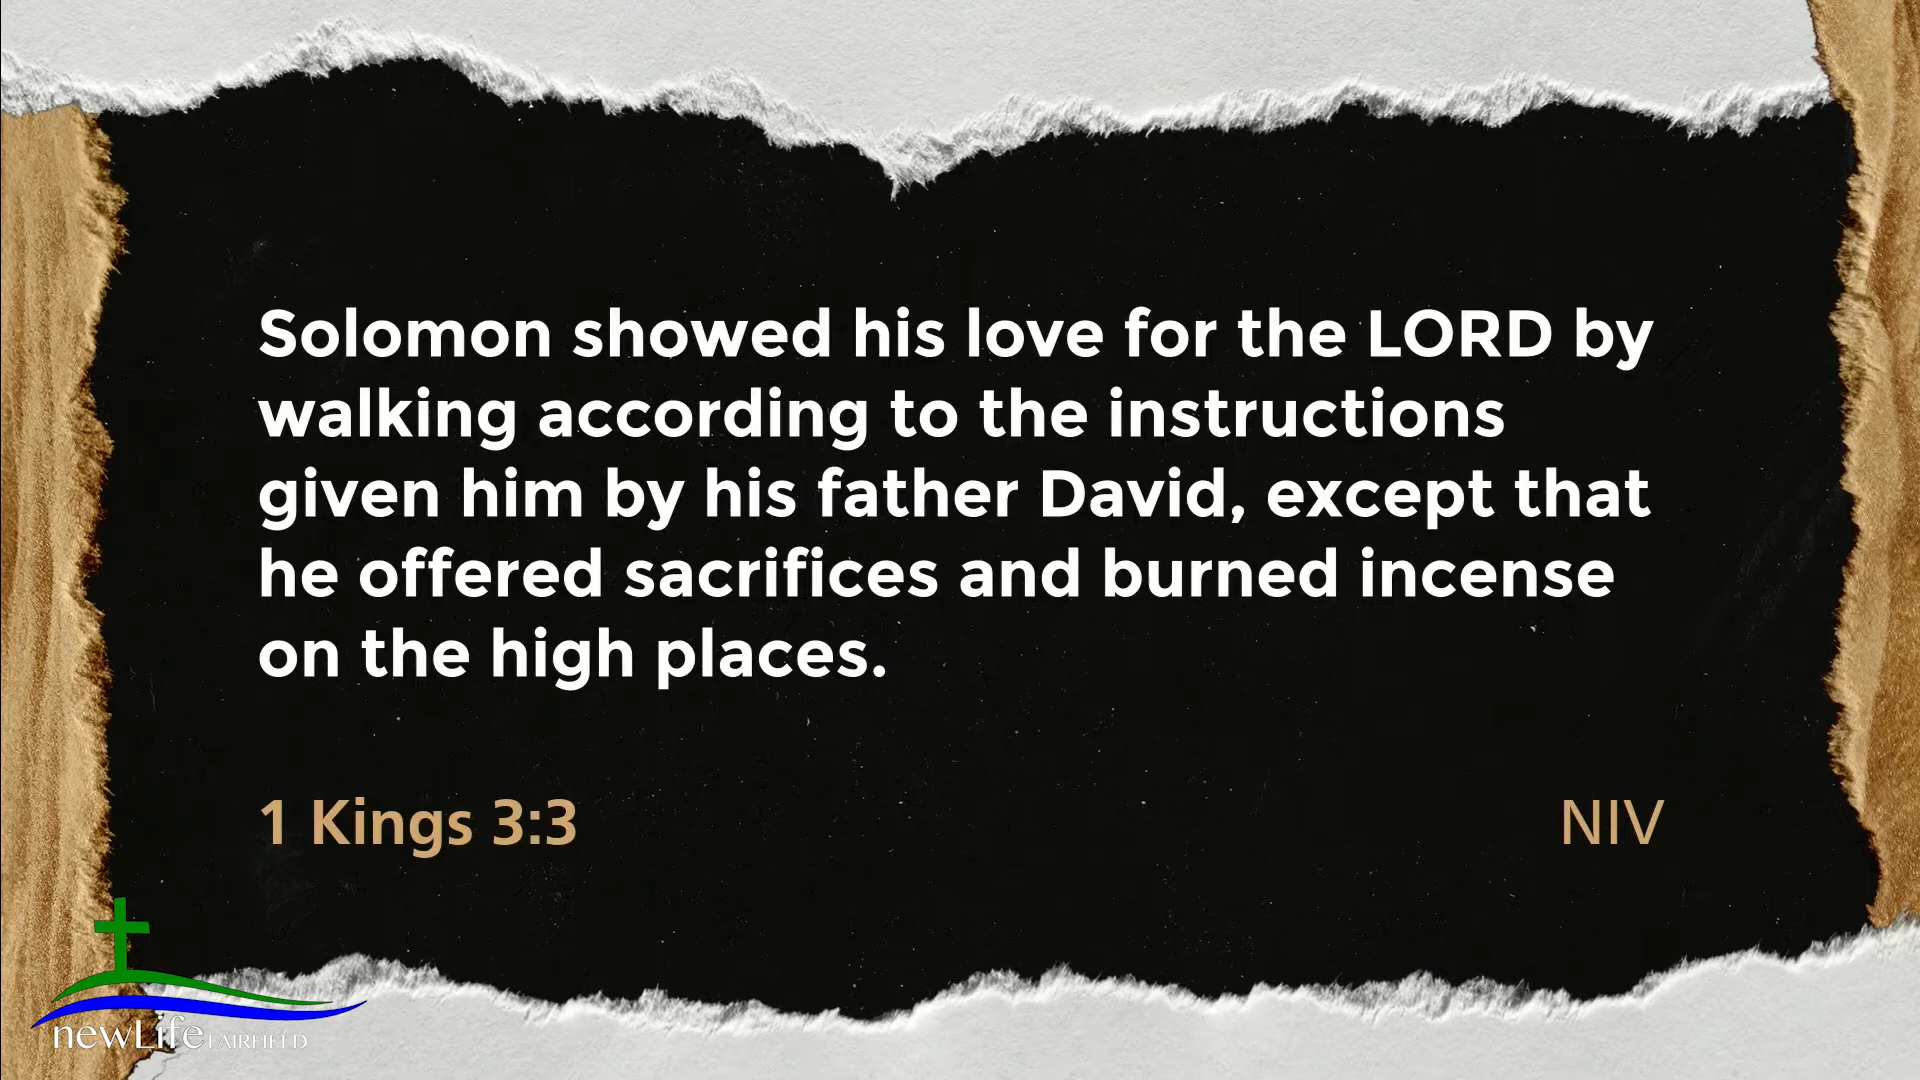 Solomon showed his love for the LORD by
walking according to the instructions
given him by his father David, except that
he offered sacrifices and burned incense
on the high places.
1 Kings 3:3
NIV
newLife FAIRFIELD